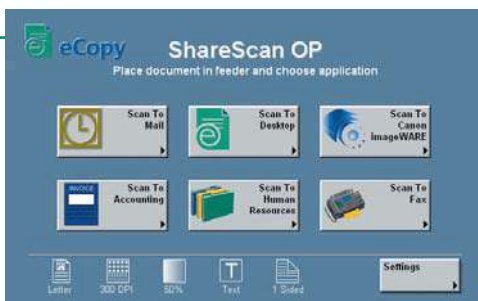 eCopy
ShareScan OP
Place document in feeder and choose application
Scan To
Mail
Scan To
Desktop
Scan To
Canon
imageWARE
INVOICE
Scan To
Accounting
Scan To
Human
Resources
Scan To
Fax
Letter
300 DPI
50%
T
Text
1 Sided
Settings